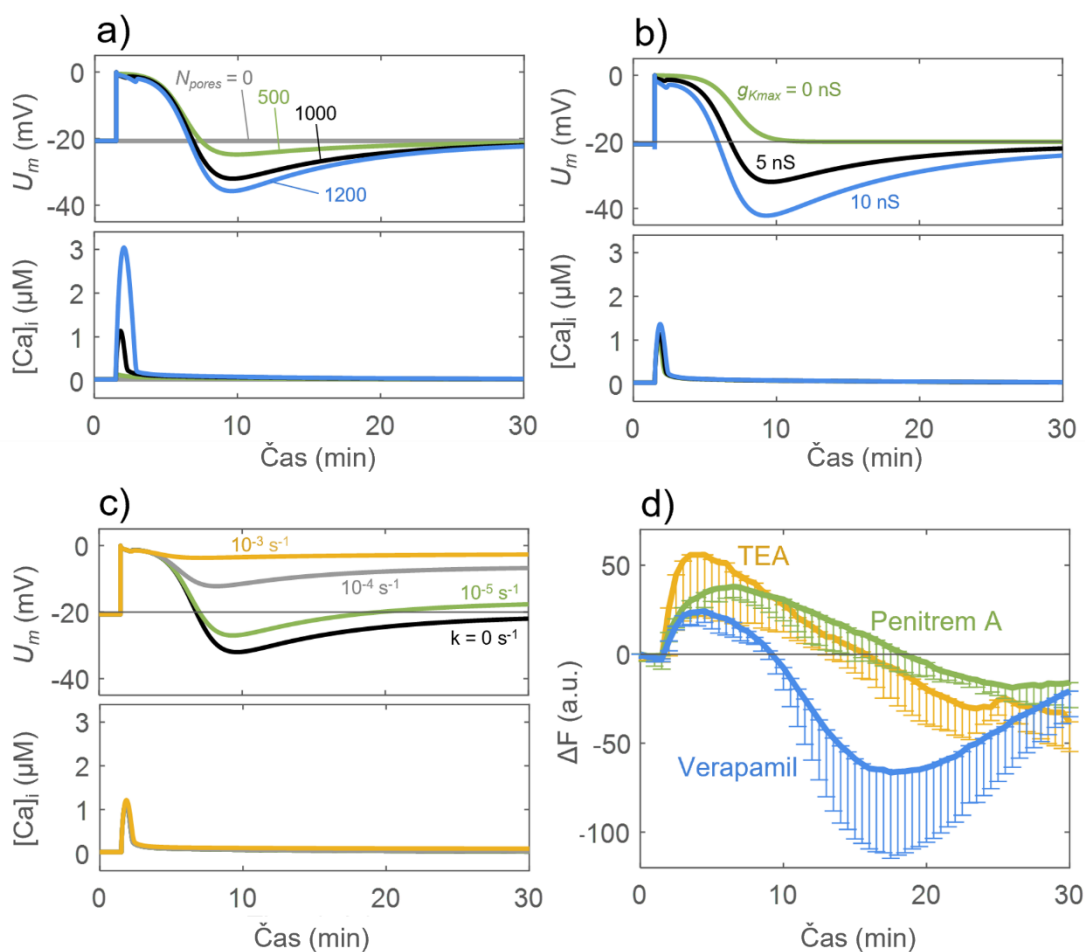 a)
0
-20
-40
U_m (mV)
N_pores = 0
500
1000
1200
3
2
1
0
[Ca]_i (µM)
0
10
20
30
Čas (min)
b)
0
-20
-40
U_m (mV)
g_Kmax = 0 nS
5 nS
10 nS
3
2
1
0
[Ca]_i (µM)
0
10
20
30
Čas (min)
c)
0
-20
-40
U_m (mV)
10⁻³ s⁻¹
10⁻⁴ s⁻¹
10⁻⁵ s⁻¹
k = 0 s⁻¹
3
2
1
0
[Ca]_i (µM)
0
10
20
30
Čas (min)
d)
50
0
-50
-100
ΔF (a.u.)
TEA
Penitrem A
Verapamil
0
10
20
30
Čas (min)